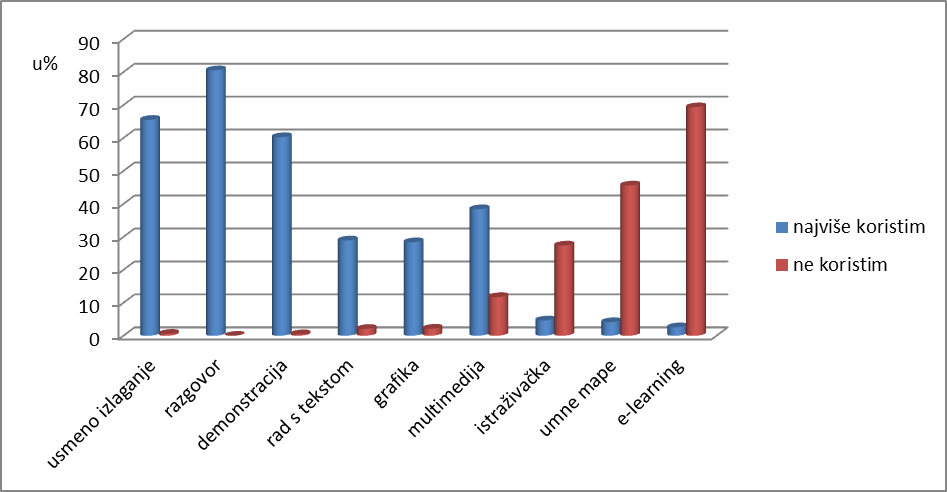 90
u%
80
70
60
50
40
30
20
10
0
usmeno izlaganje
razgovor
demonstracija
rad s tekstom
grafika
multimedija
istraživačka
umne mape
e-learning
najviše koristim
ne koristim